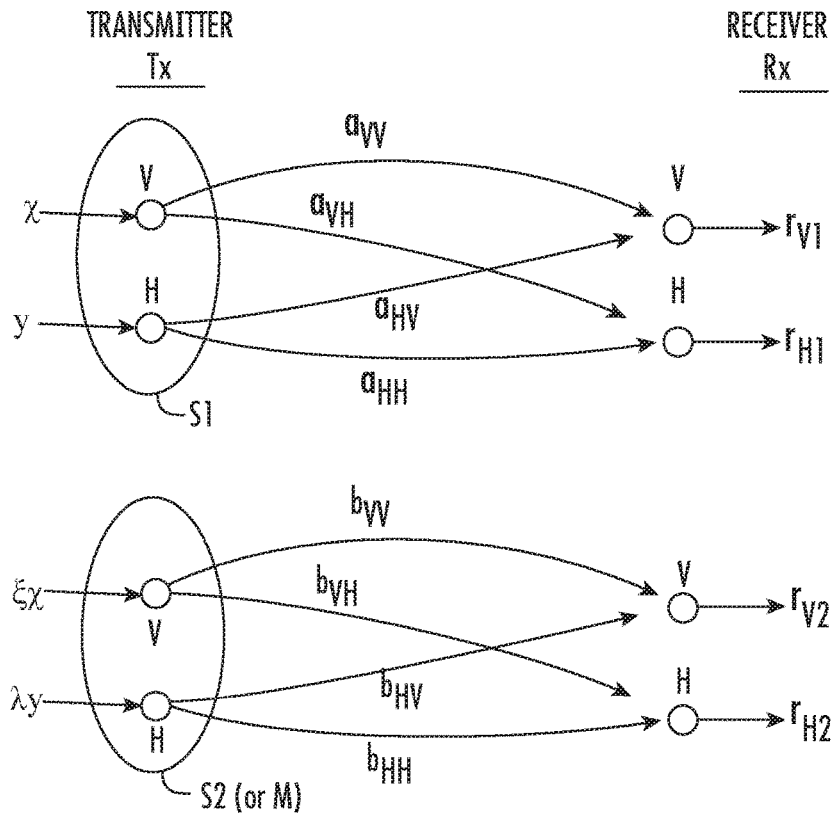 TRANSMITTER
Tx
RECEIVER
Rx
χ
V
a_VV
a_VH
V
r_V1
y
H
a_HV
a_HH
H
r_H1
S1
ξχ
V
b_VV
b_VH
V
r_V2
λy
H
b_HV
b_HH
H
r_H2
S2 (or M)